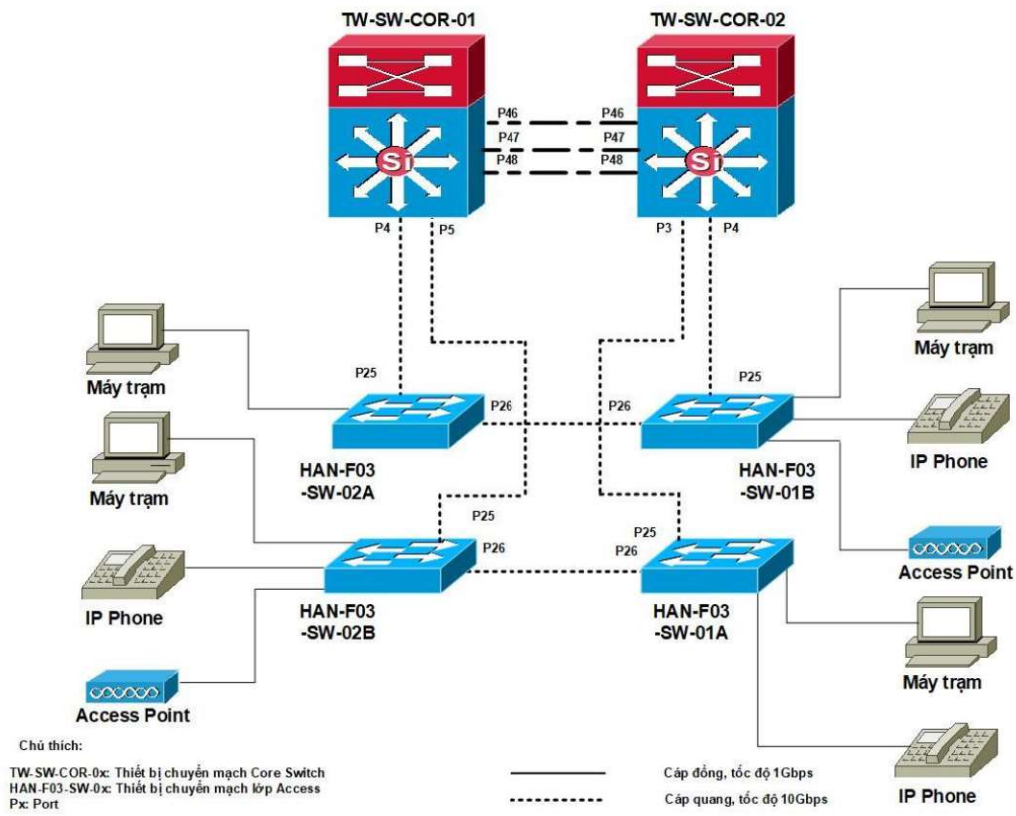 TW-SW-COR-01
TW-SW-COR-02
P46
P46
P47
P47
P48
P48
Si
Si
P4
P5
P3
P4
Máy trạm
Máy trạm
P25
P25
P26
P26
HAN-F03
-SW-02A
HAN-F03
-SW-01B
IP Phone
Máy trạm
P25
P25
P26
P26
Access Point
IP Phone
HAN-F03
-SW-02B
HAN-F03
-SW-01A
Máy trạm
Access Point
IP Phone
Chú thích:
TW-SW-COR-0x: Thiết bị chuyển mạch Core Switch
HAN-F03-SW-0x: Thiết bị chuyển mạch lớp Access
Px: Port
Cáp đồng, tốc độ 1Gbps
Cáp quang, tốc độ 10Gbps